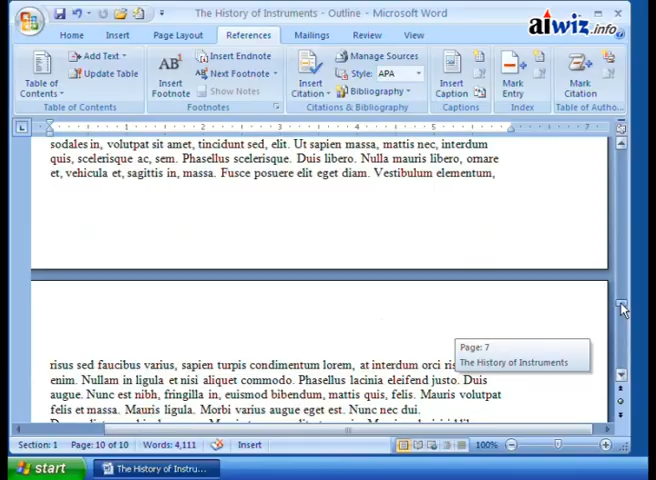 The History of Instruments - Outline - Microsoft Word
aiwiz.info
Home Insert Page Layout References Mailings Review View
Table of Contents
Add Text
Update Table
Table of Contents
AB1
Insert Footnote
Insert Endnote
Next Footnote
Show Notes
Footnotes
Insert Citation
Manage Sources
Style: APA
Bibliography
Citations & Bibliography
Insert Caption
Captions
Mark Entry
Index
Mark Citation
Table of Autho...
sodales in, volutpat sit amet, tincidunt sed, elit. Ut sapien massa, mattis nec, interdum
quis, scelerisque ac, sem. Phasellus scelerisque. Duis libero. Nulla mauris libero, ornare
et, vehicula et, sagittis in, massa. Fusce posuere elit eget diam. Vestibulum elementum,
Page: 7
The History of Instruments
risus sed faucibus varius, sapien turpis condimentum lorem, at interdum orci ri
enim. Nullam in ligula et nisi aliquet commodo. Phasellus lacinia eleifend justo. Duis
augue. Nunc est nibh, fringilla in, euismod bibendum, mattis quis, felis. Mauris volutpat
felis et massa. Mauris ligula. Morbi varius augue eget est. Nunc nec dui.
Section: 1 Page: 10 of 10 Words: 4,111 Insert 100%
start The History of Instru...